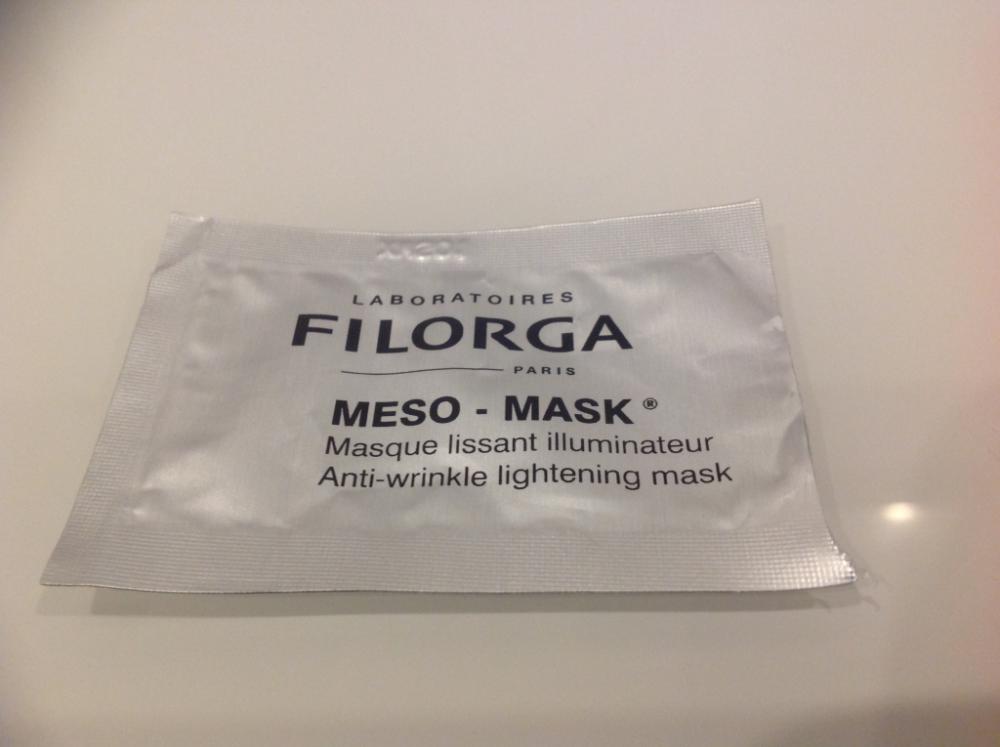 LABORATOIRES
FILORGA
PARIS
MESO - MASK®
Masque lissant illuminateur
Anti-wrinkle lightening mask